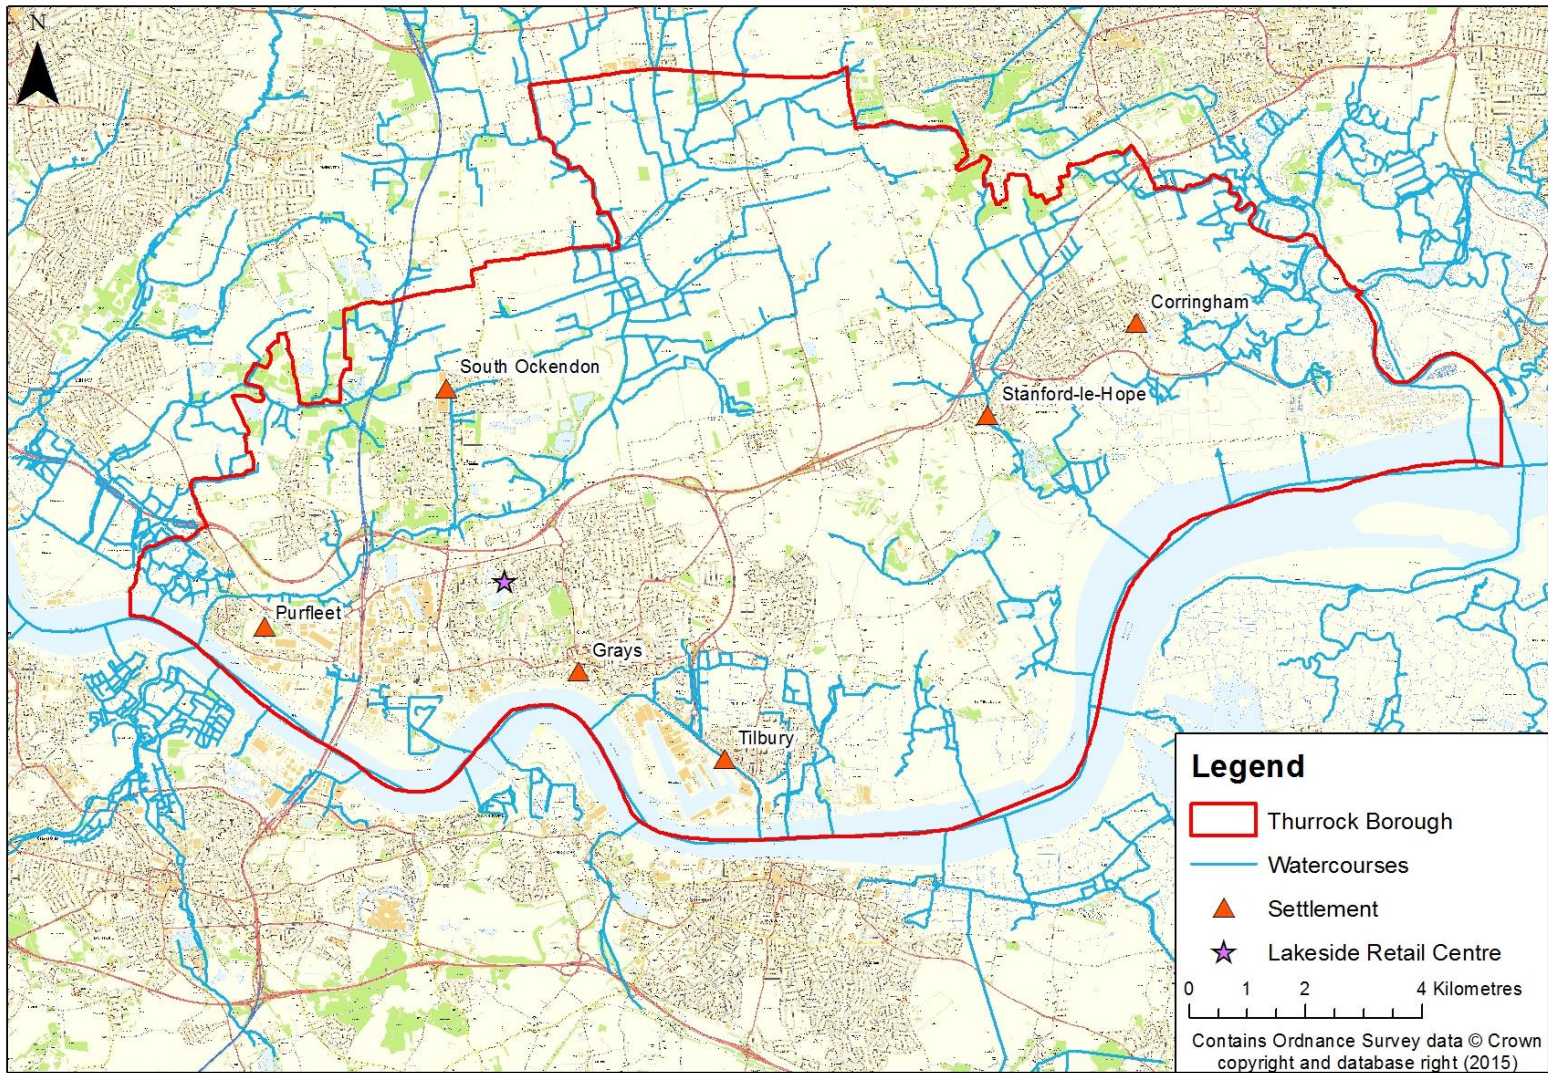 N
Corringham
South Ockendon
Stanford-le-Hope
Purfleet
Grays
Tilbury
Legend
Thurrock Borough
Watercourses
Settlement
Lakeside Retail Centre
0 1 2 4 Kilometres
Contains Ordnance Survey data © Crown
copyright and database right (2015)